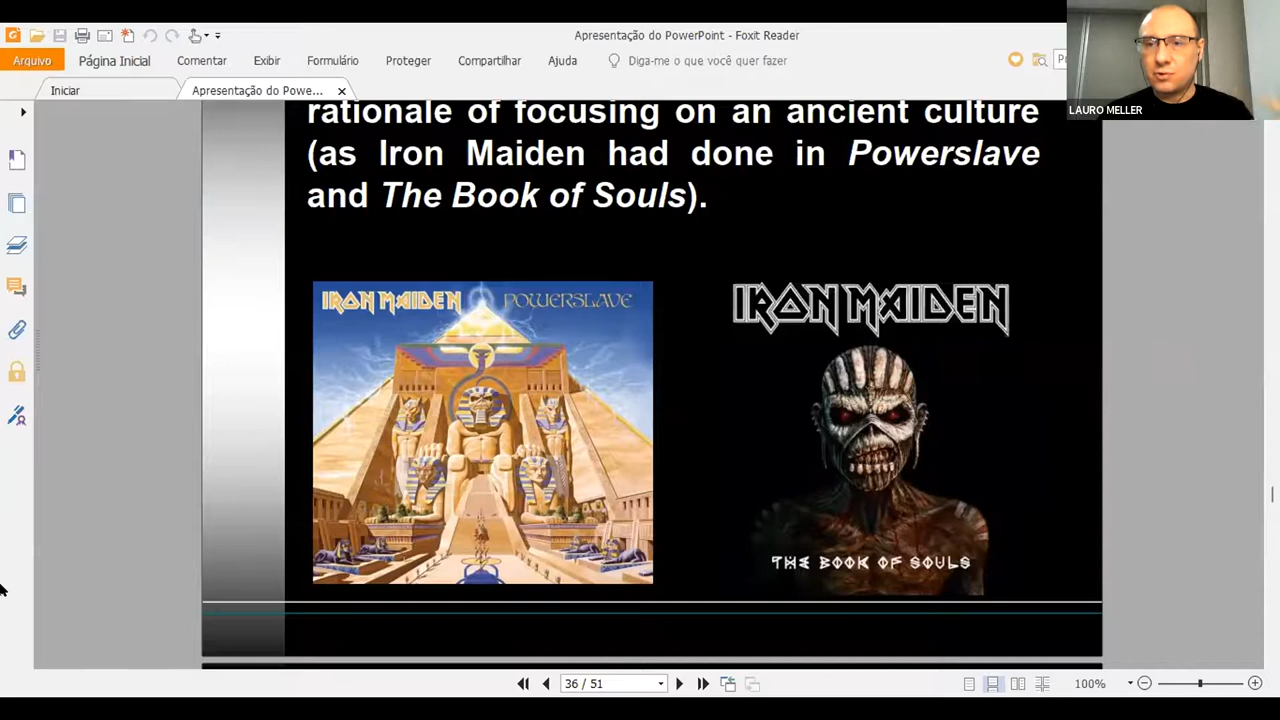 Apresentação do PowerPoint - Foxit Reader
Arquivo
Página Inicial
Comentar
Exibir
Formulário
Proteger
Compartilhar
Ajuda
Diga-me o que você quer fazer
LAURO MELLER
Iniciar
Apresentação do Powe...
rationale of focusing on an ancient culture
(as Iron Maiden had done in Powerslave
and The Book of Souls).
IRON MAIDEN
POWERSLAVE
IRON MAIDEN
THE BOOK OF SOULS
36 / 51
100%